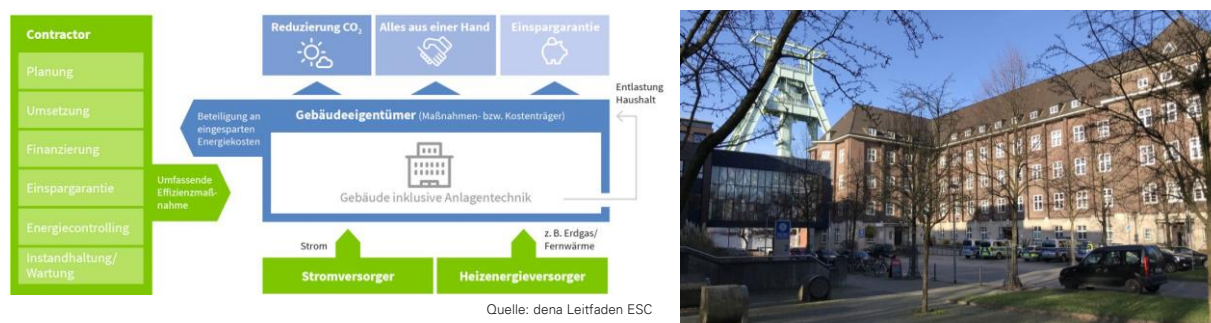 Contractor
Planung
Umsetzung
Finanzierung
Einspargarantie
Energiecontrolling
Instandhaltung/
Wartung
Umfassende
Effizienzmaß-
nahme
Beteiligung an
eingesparten
Energiekosten
Reduzierung CO₂
Alles aus einer Hand
Einspargarantie
Entlastung
Haushalt
Gebäudeeigentümer (Maßnahmen- bzw. Kostenträger)
Gebäude inklusive Anlagentechnik
Strom
z. B. Erdgas/
Fernwärme
Stromversorger
Heizenergieversorger
Quelle: dena Leitfaden ESC